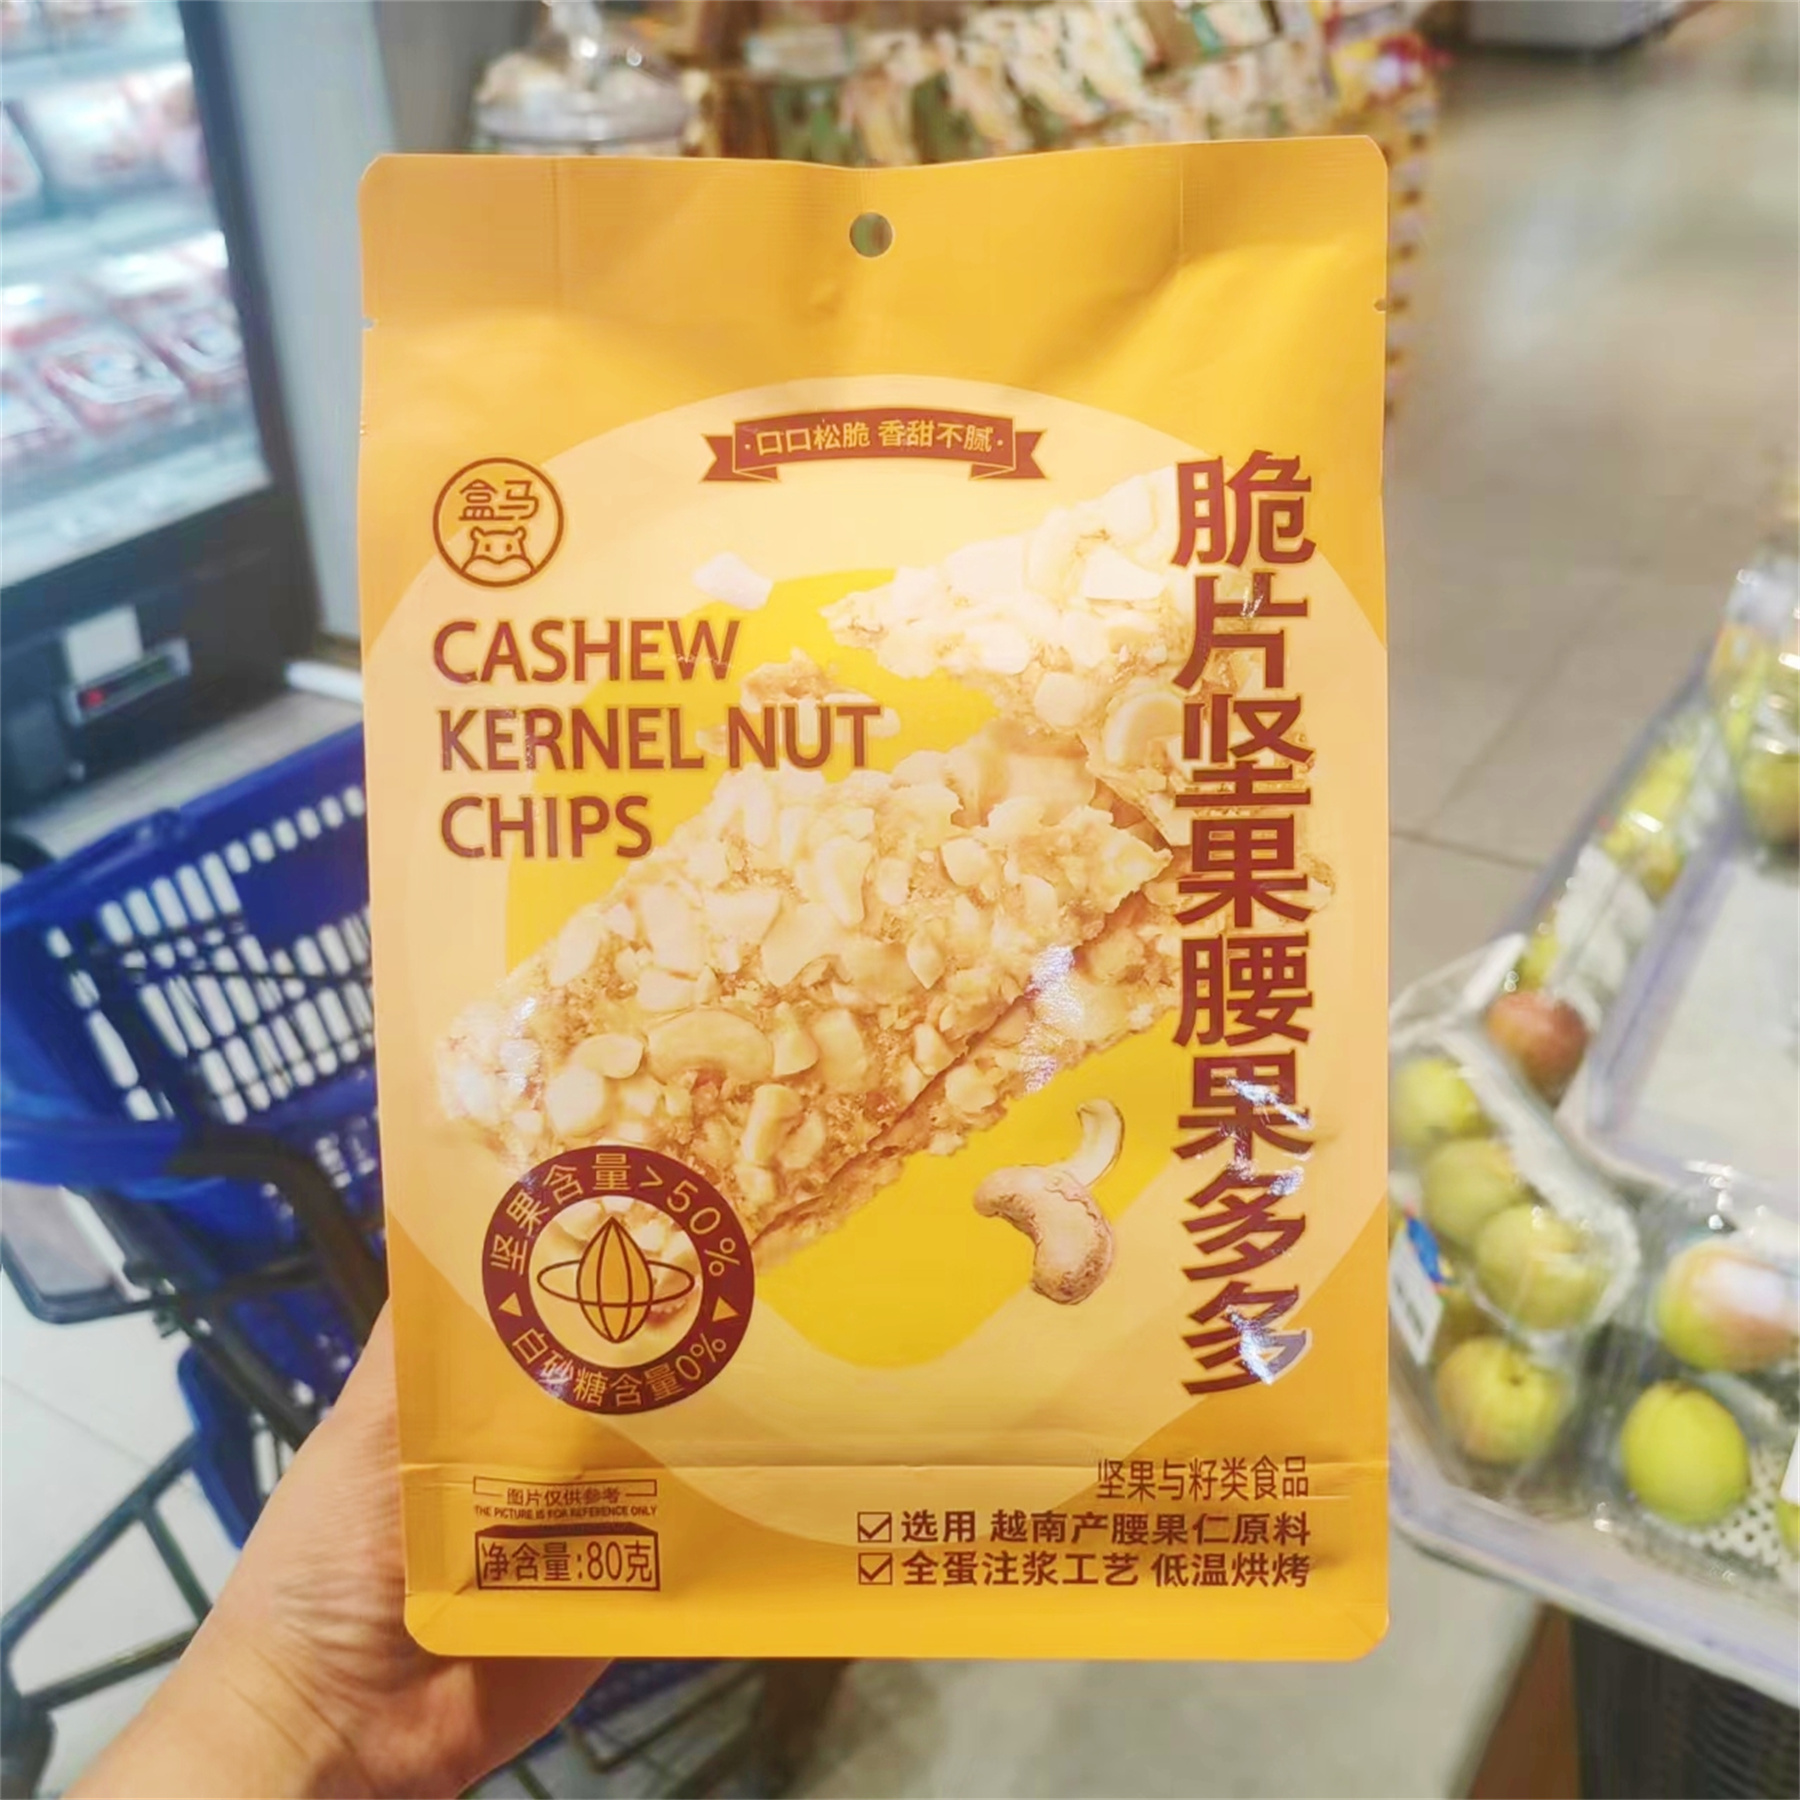 口口松脆 香甜不腻
盒马
CASHEW
KERNEL NUT
CHIPS
脆片坚果腰果多多
坚果含量>50%
白砂糖含量0%
图片仅供参考
THE PICTURE IS FOR REFERENCE ONLY
净含量:80克
坚果与籽类食品
选用 越南产腰果仁原料
全蛋注浆工艺 低温烘烤